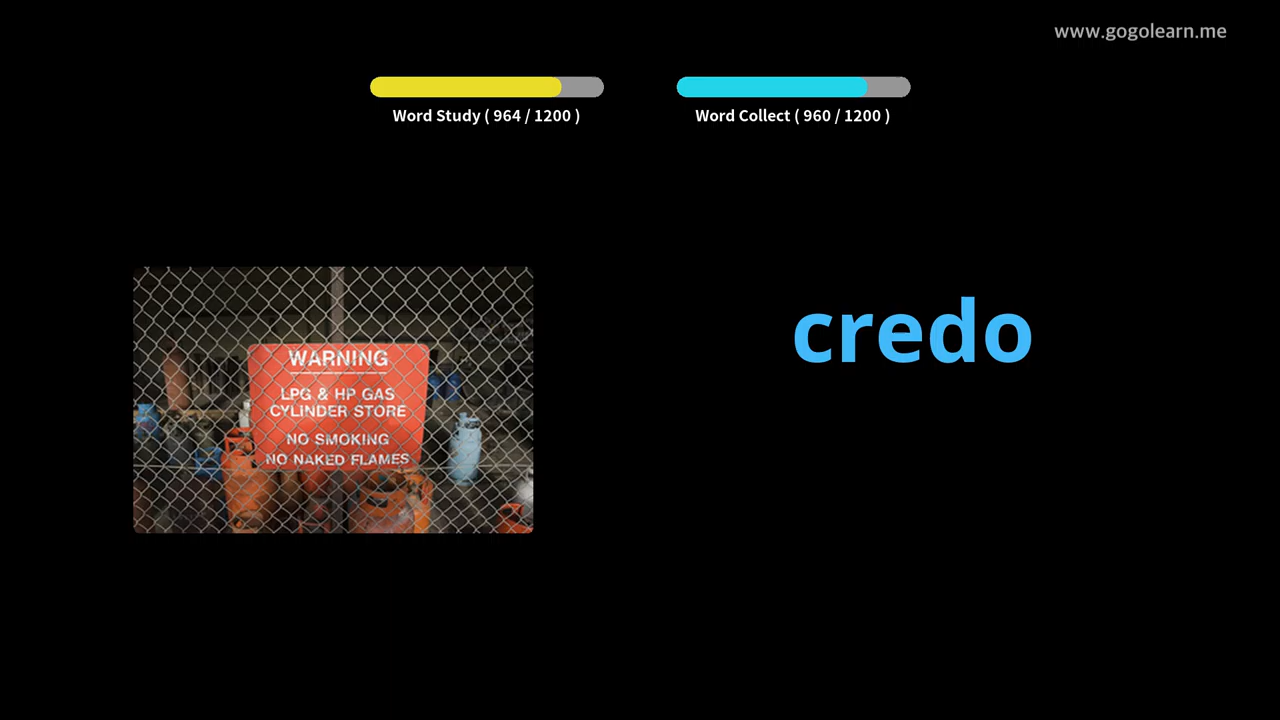 www.gogolearn.me
Word Study ( 964 / 1200 )
Word Collect ( 960 / 1200 )
credo
WARNING
LPG & HP GAS
CYLINDER STORE
NO SMOKING
NO NAKED FLAMES